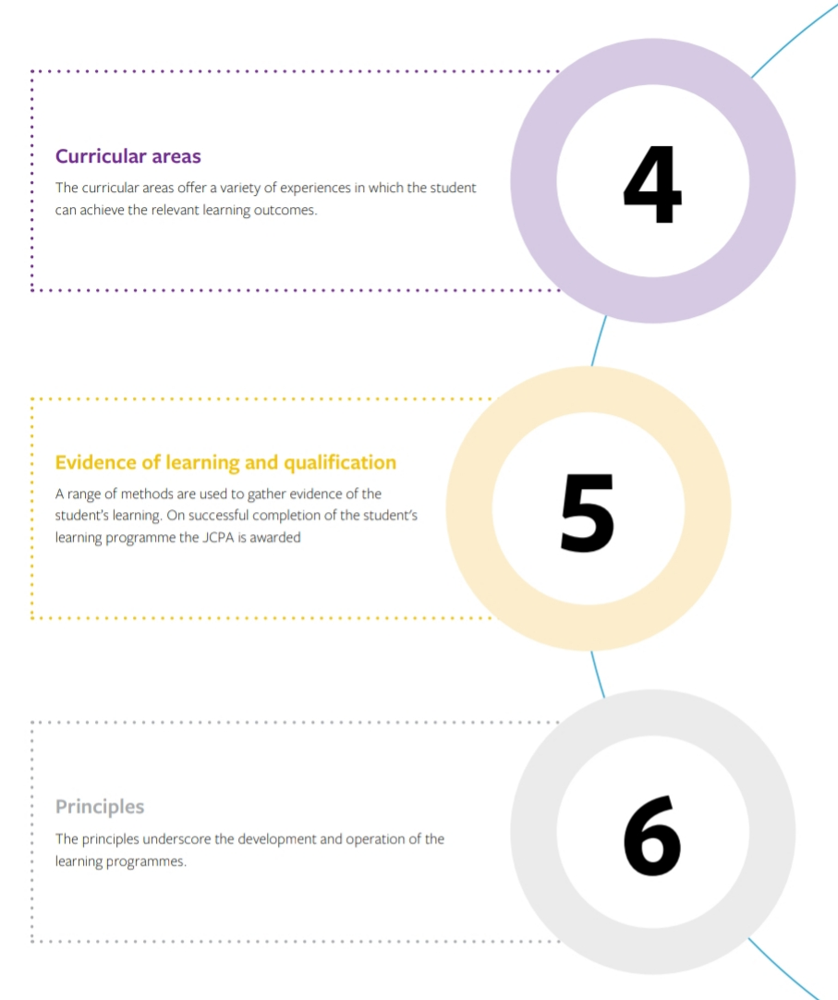 4
Curricular areas
The curricular areas offer a variety of experiences in which the student
can achieve the relevant learning outcomes.
5
Evidence of learning and qualification
A range of methods are used to gather evidence of the
student's learning. On successful completion of the student's
learning programme the JCPA is awarded
6
Principles
The principles underscore the development and operation of the
learning programmes.